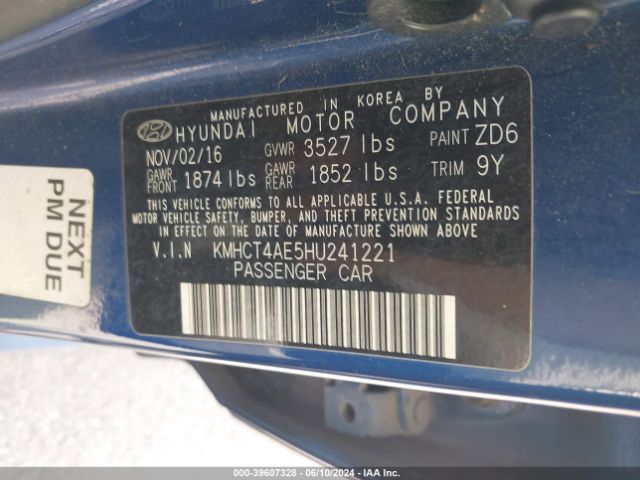 MANUFACTURED IN KOREA BY
HYUNDAI MOTOR COMPANY
NOV/02/16 GVWR 3527 lbs PAINT ZD6
GAWR FRONT 1874 lbs GAWR REAR 1852 lbs TRIM 9Y
THIS VEHICLE CONFORMS TO ALL APPLICABLE U.S.A. FEDERAL
MOTOR VEHICLE SAFETY, BUMPER, AND THEFT PREVENTION STANDARDS
IN EFFECT ON THE DATE OF MANUFACTURE SHOWN ABOVE
V.I.N KMHCT4AE5HU241221
PASSENGER CAR
NEXT
PM DUE
000-39607328 - 06/10/2024 - IAA Inc.